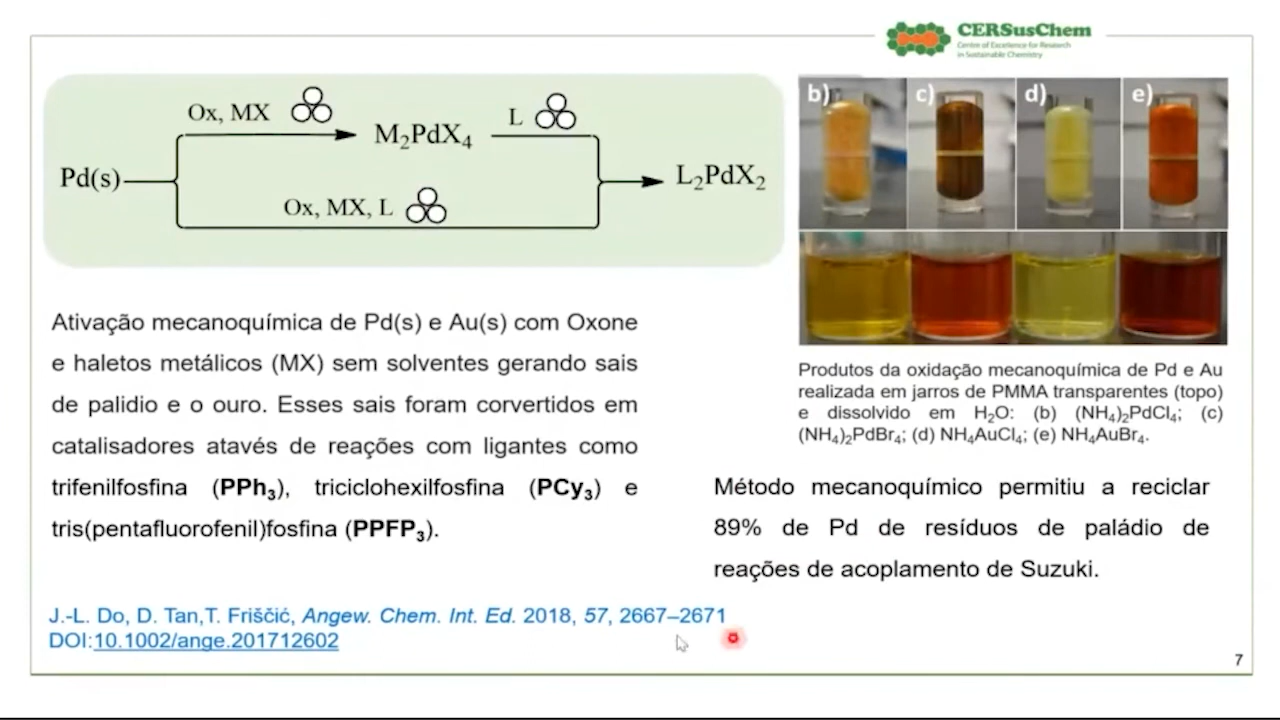 CERSusChem
Centre of Excellence for Research
in Sustainable Chemistry
Ox, MX
M₂PdX₄
L
Pd(s)
L₂PdX₂
Ox, MX, L
b)
c)
d)
e)
Ativação mecanoquímica de Pd(s) e Au(s) com Oxone
e haletos metálicos (MX) sem solventes gerando sais
de palidio e o ouro. Esses sais foram corvertidos em
catalisadores atavés de reações com ligantes como
trifenilfosfina (PPh₃), triciclohexilfosfina (PCy₃) e
tris(pentafluorofenil)fosfina (PPFP₃).
Produtos da oxidação mecanoquímica de Pd e Au
realizada em jarros de PMMA transparentes (topo)
e dissolvido em H₂O: (b) (NH₄)₂PdCl₄; (c)
(NH₄)₂PdBr₄; (d) NH₄AuCl₄; (e) NH₄AuBr₄.
Método mecanoquímico permitiu a reciclar
89% de Pd de resíduos de paládio de
reações de acoplamento de Suzuki.
J.-L. Do, D. Tan,T. Friščić, Angew. Chem. Int. Ed. 2018, 57, 2667–2671
DOI:10.1002/ange.201712602
7